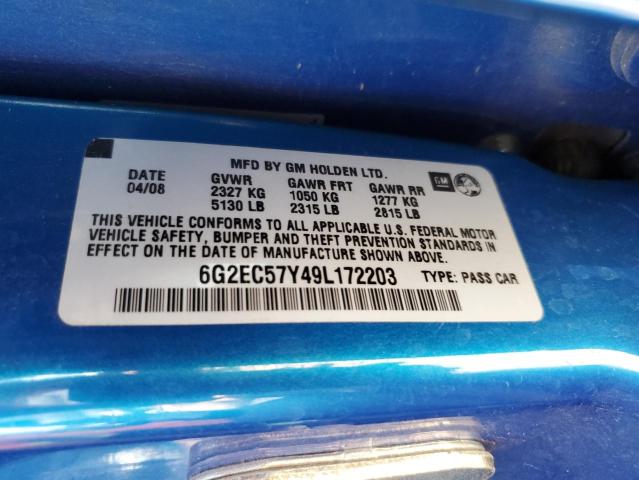 MFD BY GM HOLDEN LTD.
DATE GVWR GAWR FRT GAWR RR GM
04/08 2327 KG 1050 KG 1277 KG
5130 LB 2315 LB 2815 LB
THIS VEHICLE CONFORMS TO ALL APPLICABLE U.S. FEDERAL MOTOR
VEHICLE SAFETY, BUMPER AND THEFT PREVENTION STANDARDS IN
EFFECT ON THE DATE OF MANUFACTURE SHOWN ABOVE.
6G2EC57Y49L172203 TYPE: PASS CAR